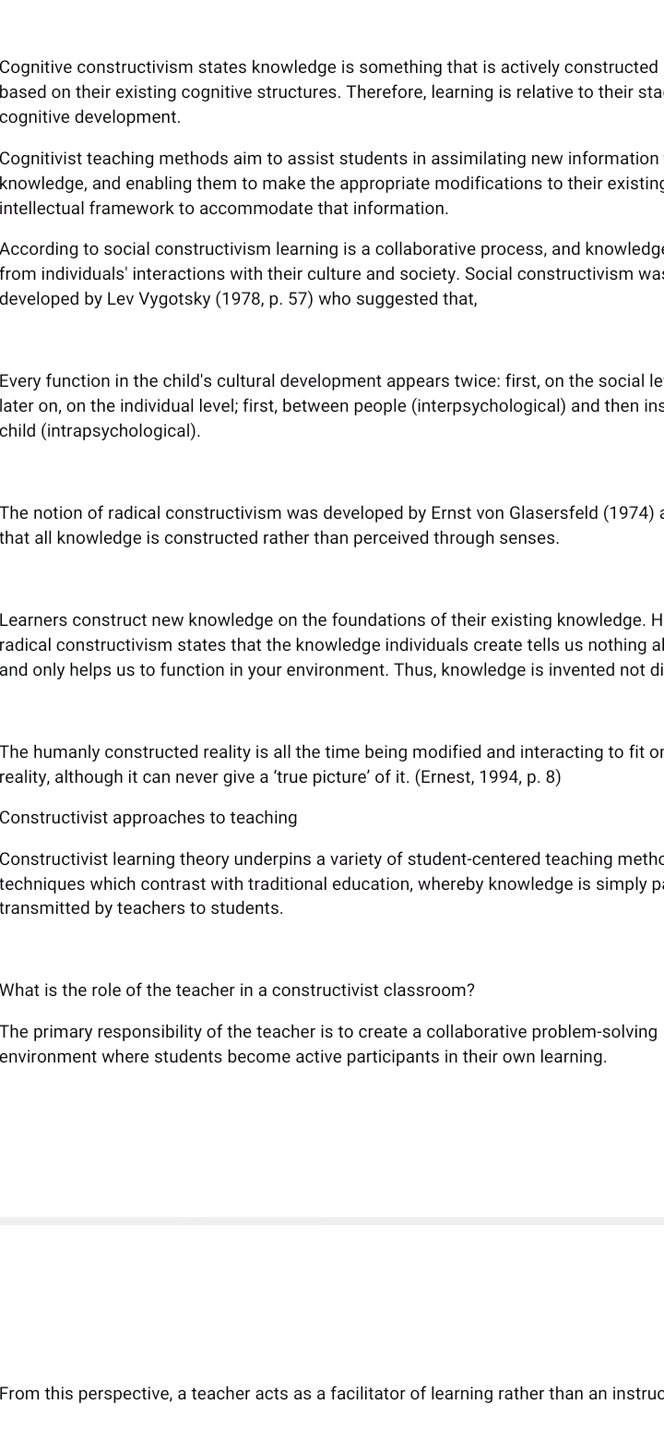 Cognitive constructivism states knowledge is something that is actively constructed
based on their existing cognitive structures. Therefore, learning is relative to their
cognitive development.
Cognitivist teaching methods aim to assist students in assimilating new information
knowledge, and enabling them to make the appropriate modifications to their existing
intellectual framework to accommodate that information.
According to social constructivism learning is a collaborative process, and knowledge
from individuals' interactions with their culture and society. Social constructivism was
developed by Lev Vygotsky (1978, p. 57) who suggested that,
Every function in the child's cultural development appears twice: first, on the social
later on, on the individual level; first, between people (interpsychological) and then
child (intrapsychological).
The notion of radical constructivism was developed by Ernst von Glasersfeld (1974)
that all knowledge is constructed rather than perceived through senses.
Learners construct new knowledge on the foundations of their existing knowledge.
radical constructivism states that the knowledge individuals create tells us nothing
and only helps us to function in your environment. Thus, knowledge is invented not
The humanly constructed reality is all the time being modified and interacting to fit
reality, although it can never give a ‘true picture’ of it. (Ernest, 1994, p. 8)
Constructivist approaches to teaching
Constructivist learning theory underpins a variety of student-centered teaching
techniques which contrast with traditional education, whereby knowledge is simply
transmitted by teachers to students.
What is the role of the teacher in a constructivist classroom?
The primary responsibility of the teacher is to create a collaborative problem-solving
environment where students become active participants in their own learning.
From this perspective, a teacher acts as a facilitator of learning rather than an